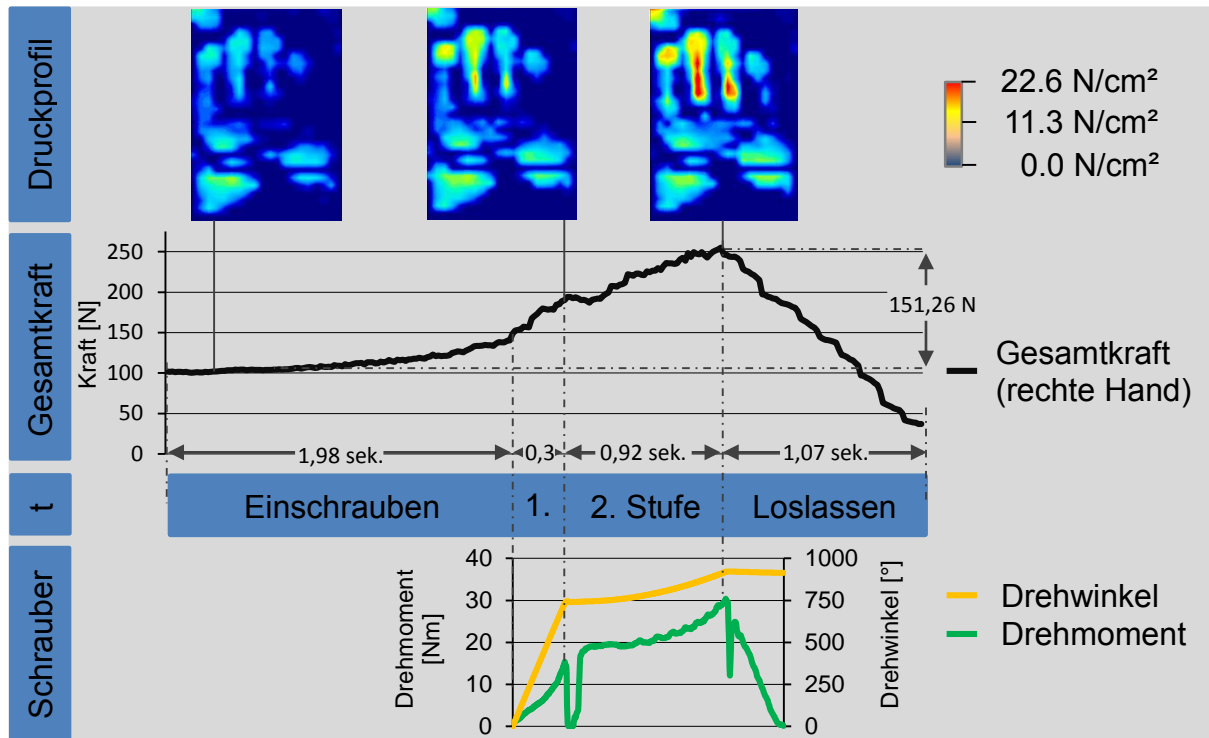 Druckprofil
22.6 N/cm²
11.3 N/cm²
0.0 N/cm²
Gesamtkraft
Kraft [N]
250
200
150
100
50
0
151,26 N
Gesamtkraft
(rechte Hand)
1,98 sek.
0,3
0,92 sek.
1,07 sek.
t
Einschrauben
1.
2. Stufe
Loslassen
Schrauber
Drehmoment
[Nm]
40
30
20
10
0
1000
750
500
250
0
Drehwinkel [°]
Drehwinkel
Drehmoment